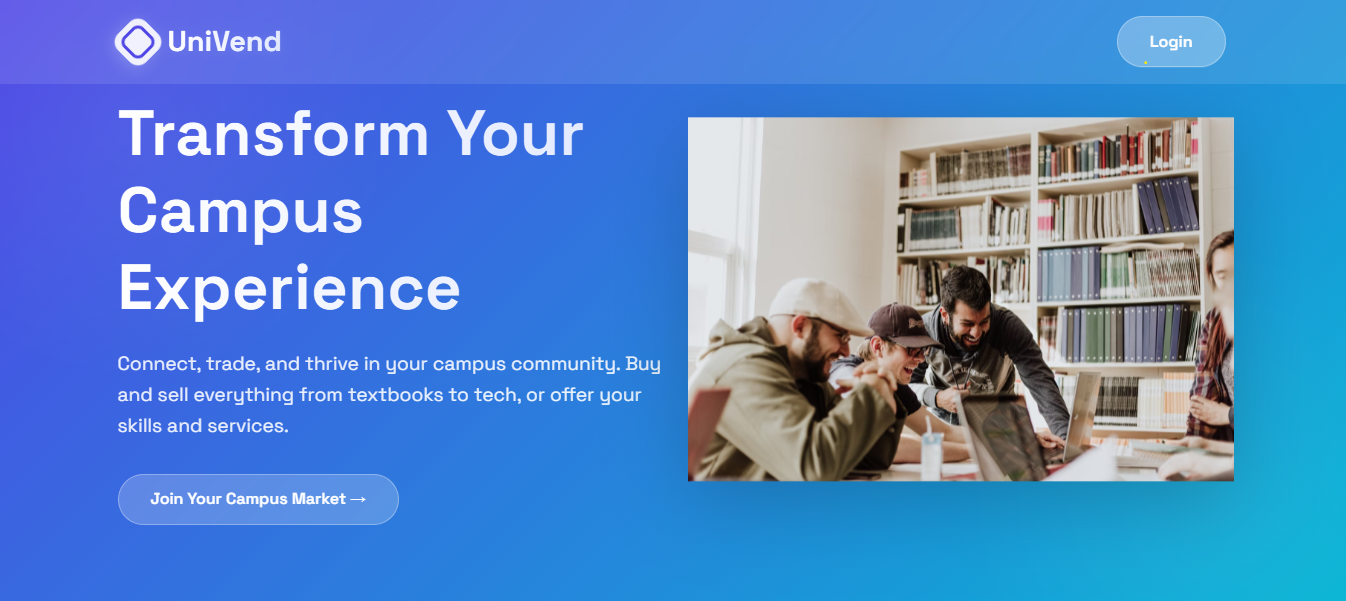 UniVend
Login
Transform Your
Campus
Experience
Connect, trade, and thrive in your campus community. Buy
and sell everything from textbooks to tech, or offer your
skills and services.
Join Your Campus Market →